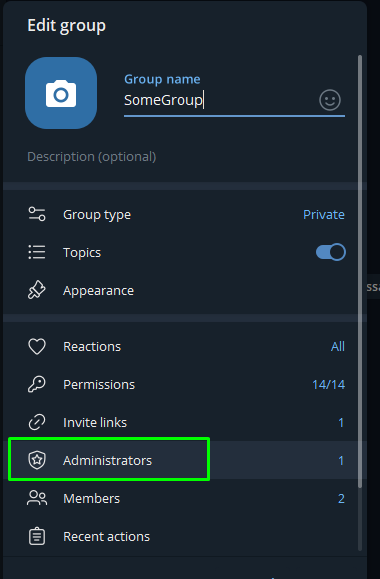 Edit group
Group name
SomeGroup
Description (optional)
Group type Private
Topics
Appearance
Reactions All
Permissions 14/14
Invite links 1
Administrators 1
Members 2
Recent actions